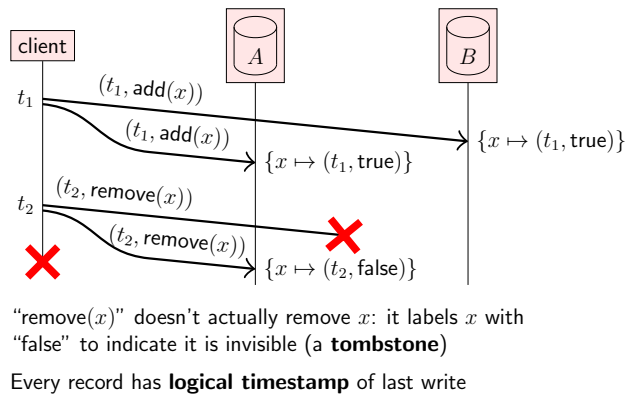 client
A
B
t₁
(t₁, add(x))
(t₁, add(x))
{x ↦ (t₁, true)}
{x ↦ (t₁, true)}
t₂
(t₂, remove(x))
(t₂, remove(x))
{x ↦ (t₂, false)}
“remove(x)” doesn't actually remove x: it labels x with
“false” to indicate it is invisible (a tombstone)
Every record has logical timestamp of last write